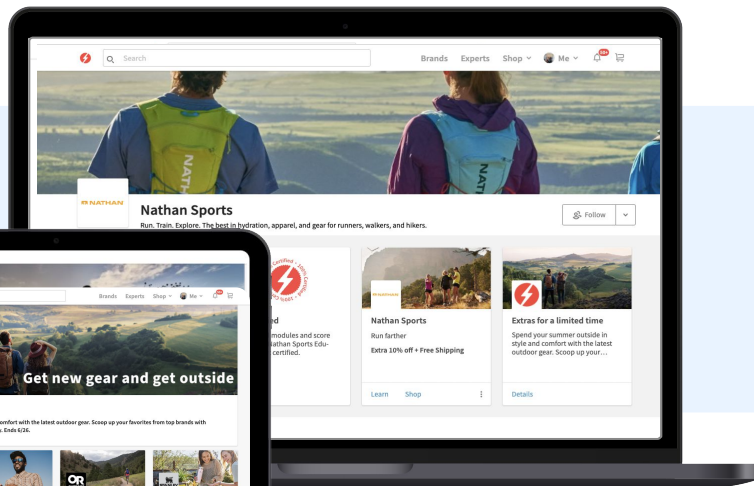 Search
Brands Experts Shop Me 99+
NATHAN
NATHAN
Nathan Sports
Run. Train. Explore. The best in hydration, apparel, and gear for runners, walkers, and hikers.
Follow
Certified · 100%
ed
modules and score
Nathan Sports Edu-
certified.
NATHAN
Nathan Sports
Run farther
Extra 10% off + Free Shipping
Learn Shop
Extras for a limited time
Spend your summer outside in
style and comfort with the latest
outdoor gear. Scoop up your...
Details
Brands Experts Shop Me
Get new gear and get outside
omfort with the latest outdoor gear. Scoop up your favorites from top brands with
. Ends 6/26.
OR